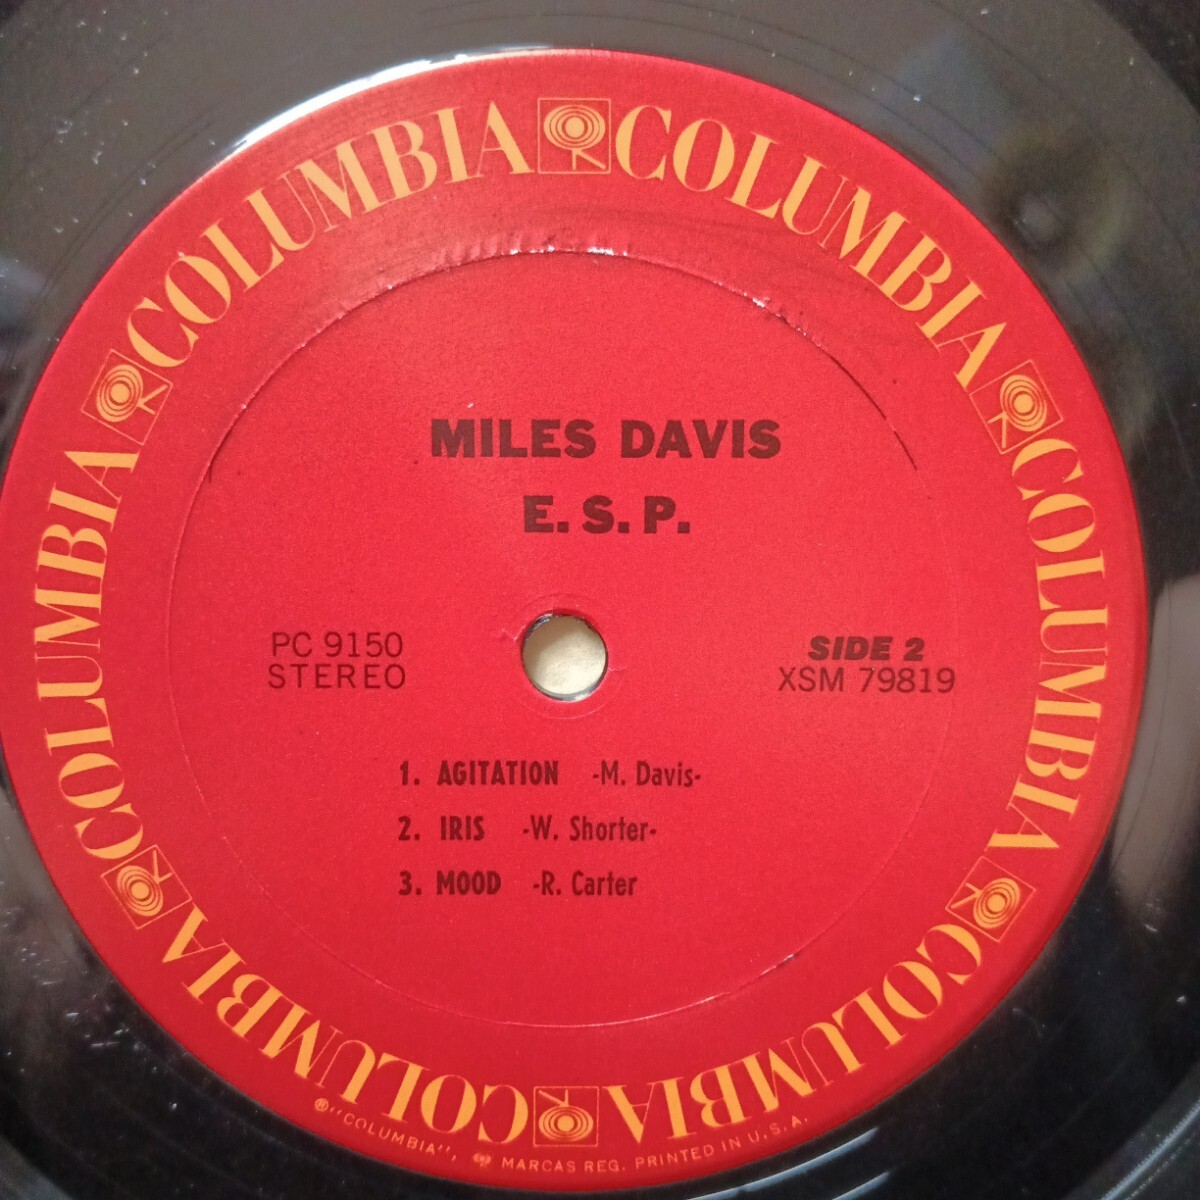 COLUMBIA COLUMBIA COLUMBIA COLUMBIA COLUMBIA COLUMBIA
MILES DAVIS
E. S. P.
PC 9150
STEREO
SIDE 2
XSM 79819
1. AGITATION -M. Davis-
2. IRIS -W. Shorter-
3. MOOD -R. Carter
® "COLUMBIA", MARCAS REG. PRINTED IN U.S.A.